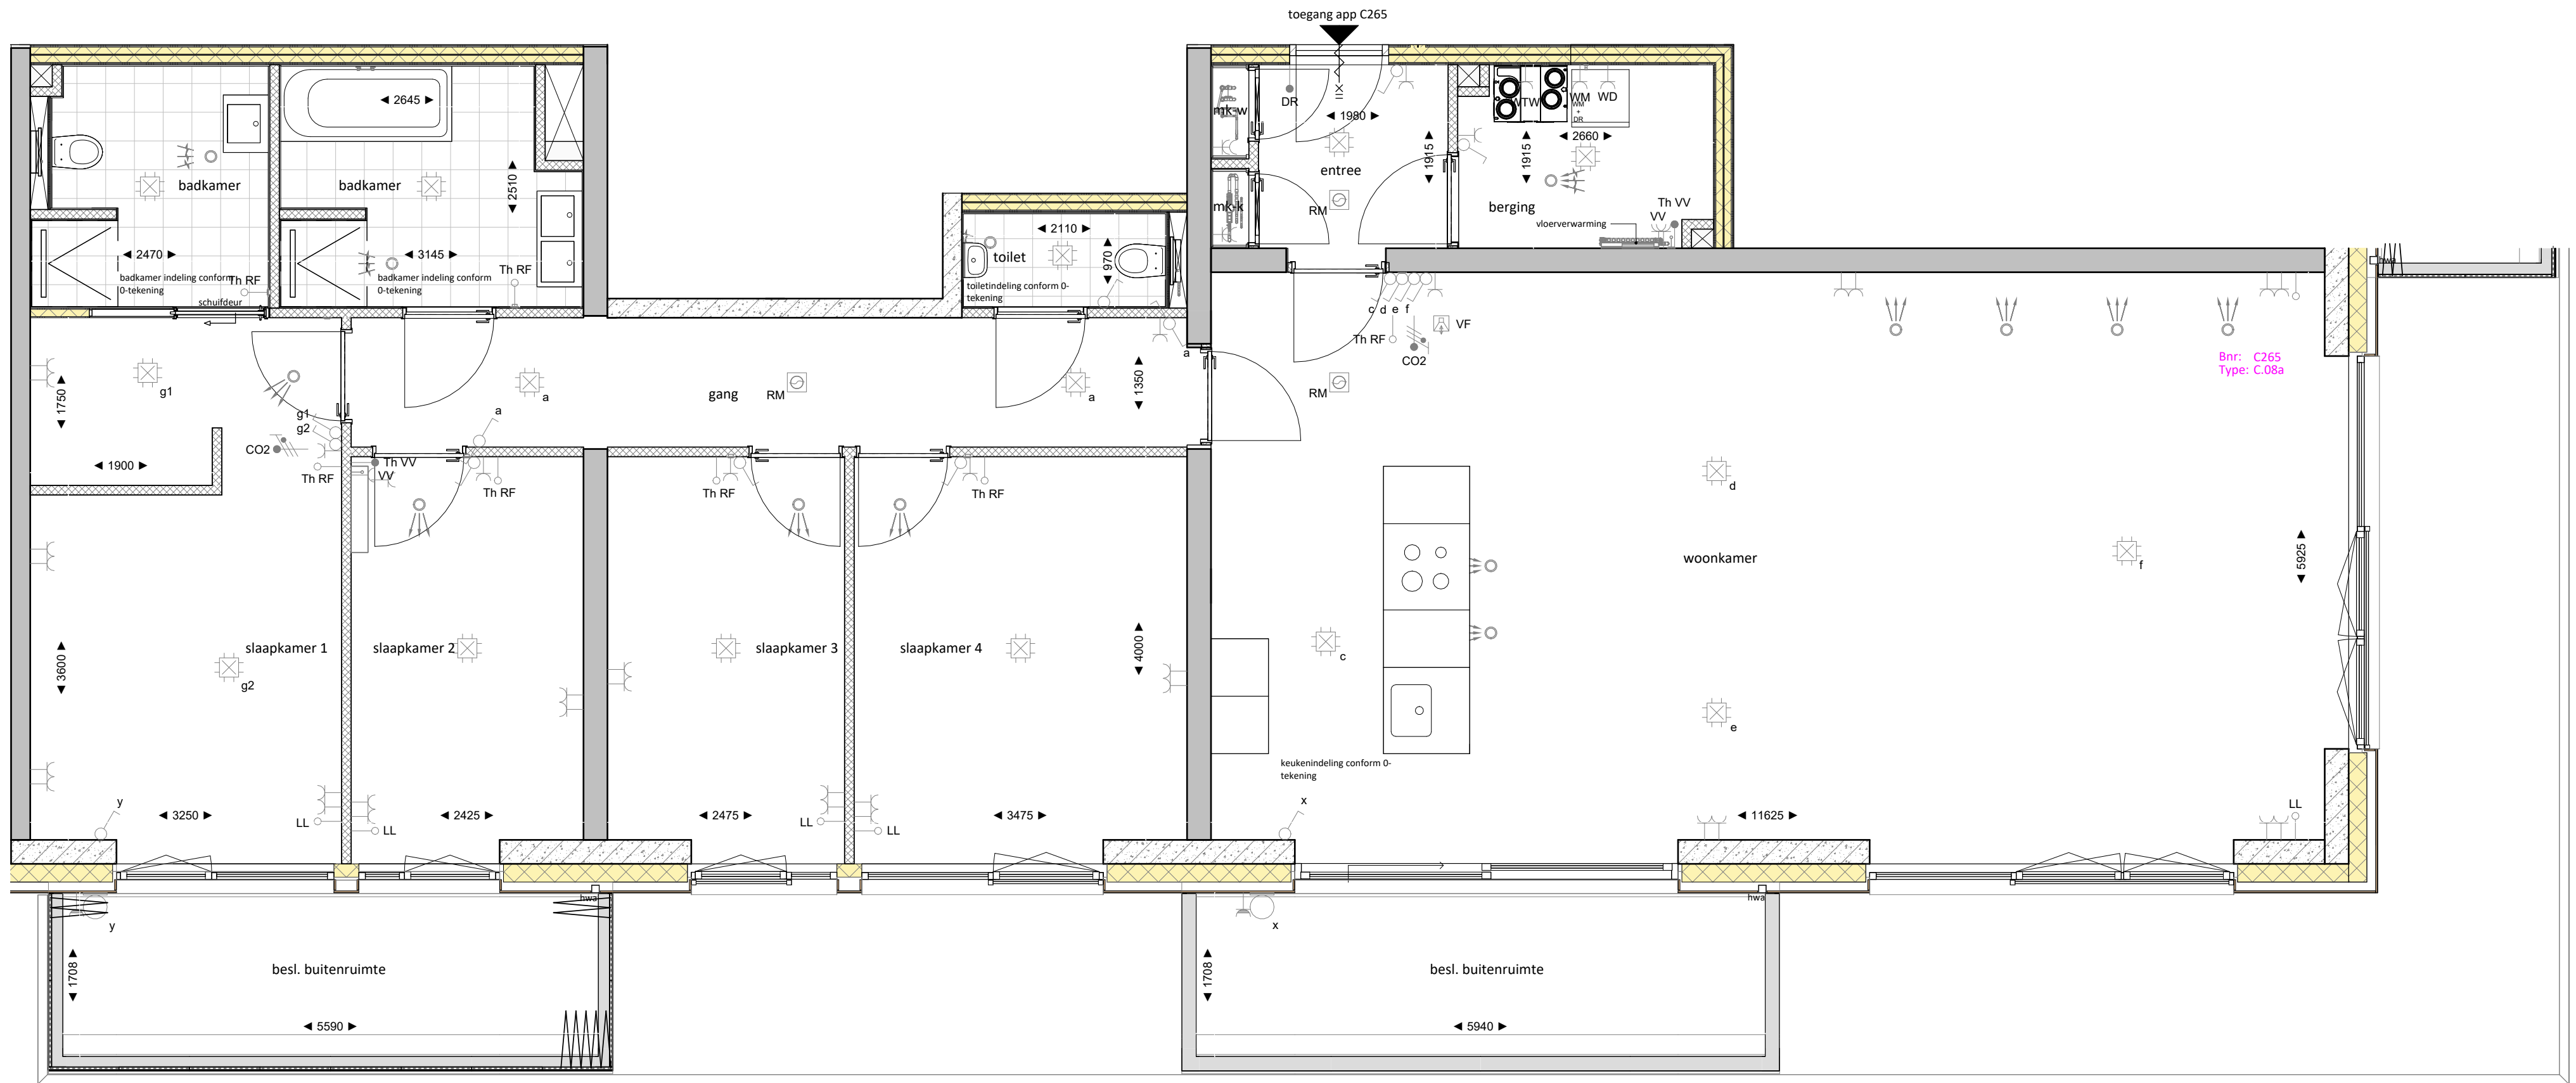 toegang app C265
2645
badkamer
badkamer
2510
2470
3145
badkamer indeling conform
0-tekening
Th RF
badkamer indeling conform
0-tekening
Th RF
schuifdeur
2110
toilet
970
toiletindeling conform 0-
tekening
mk-w
DR
1980
1915
entree
mk-k
RM
WTW
WM
WD
WM
+
DR
2660
1915
berging
Th VV
VV
vloerverwarming
hwa
c d e f
Th RF
VF
CO2
Bnr: C265
Type: C.08a
g1
1750
g1
g2
CO2
Th RF
1900
a
a
gang
RM
a
a
1350
RM
Th VV
VV
Th RF
Th RF
Th RF
d
woonkamer
f
5925
slaapkamer 1
slaapkamer 2
slaapkamer 3
slaapkamer 4
3600
4000
g2
c
e
keukenindeling conform 0-
tekening
y
3250
LL
LL
2425
2475
LL
LL
3475
x
11625
LL
hwa
hwa
y
x
1708
besl. buitenruimte
5590
1708
besl. buitenruimte
5940